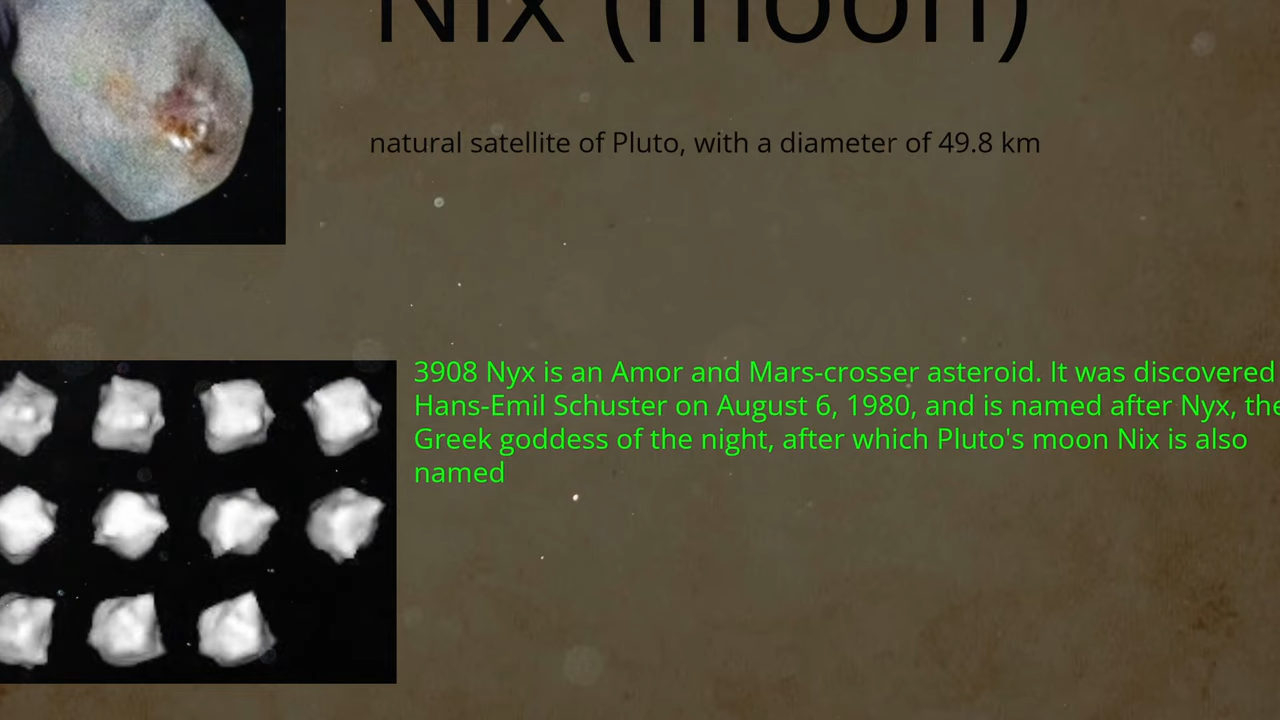 Nix (moon)
natural satellite of Pluto, with a diameter of 49.8 km
3908 Nyx is an Amor and Mars-crosser asteroid. It was discovered
Hans-Emil Schuster on August 6, 1980, and is named after Nyx, the
Greek goddess of the night, after which Pluto's moon Nix is also
named